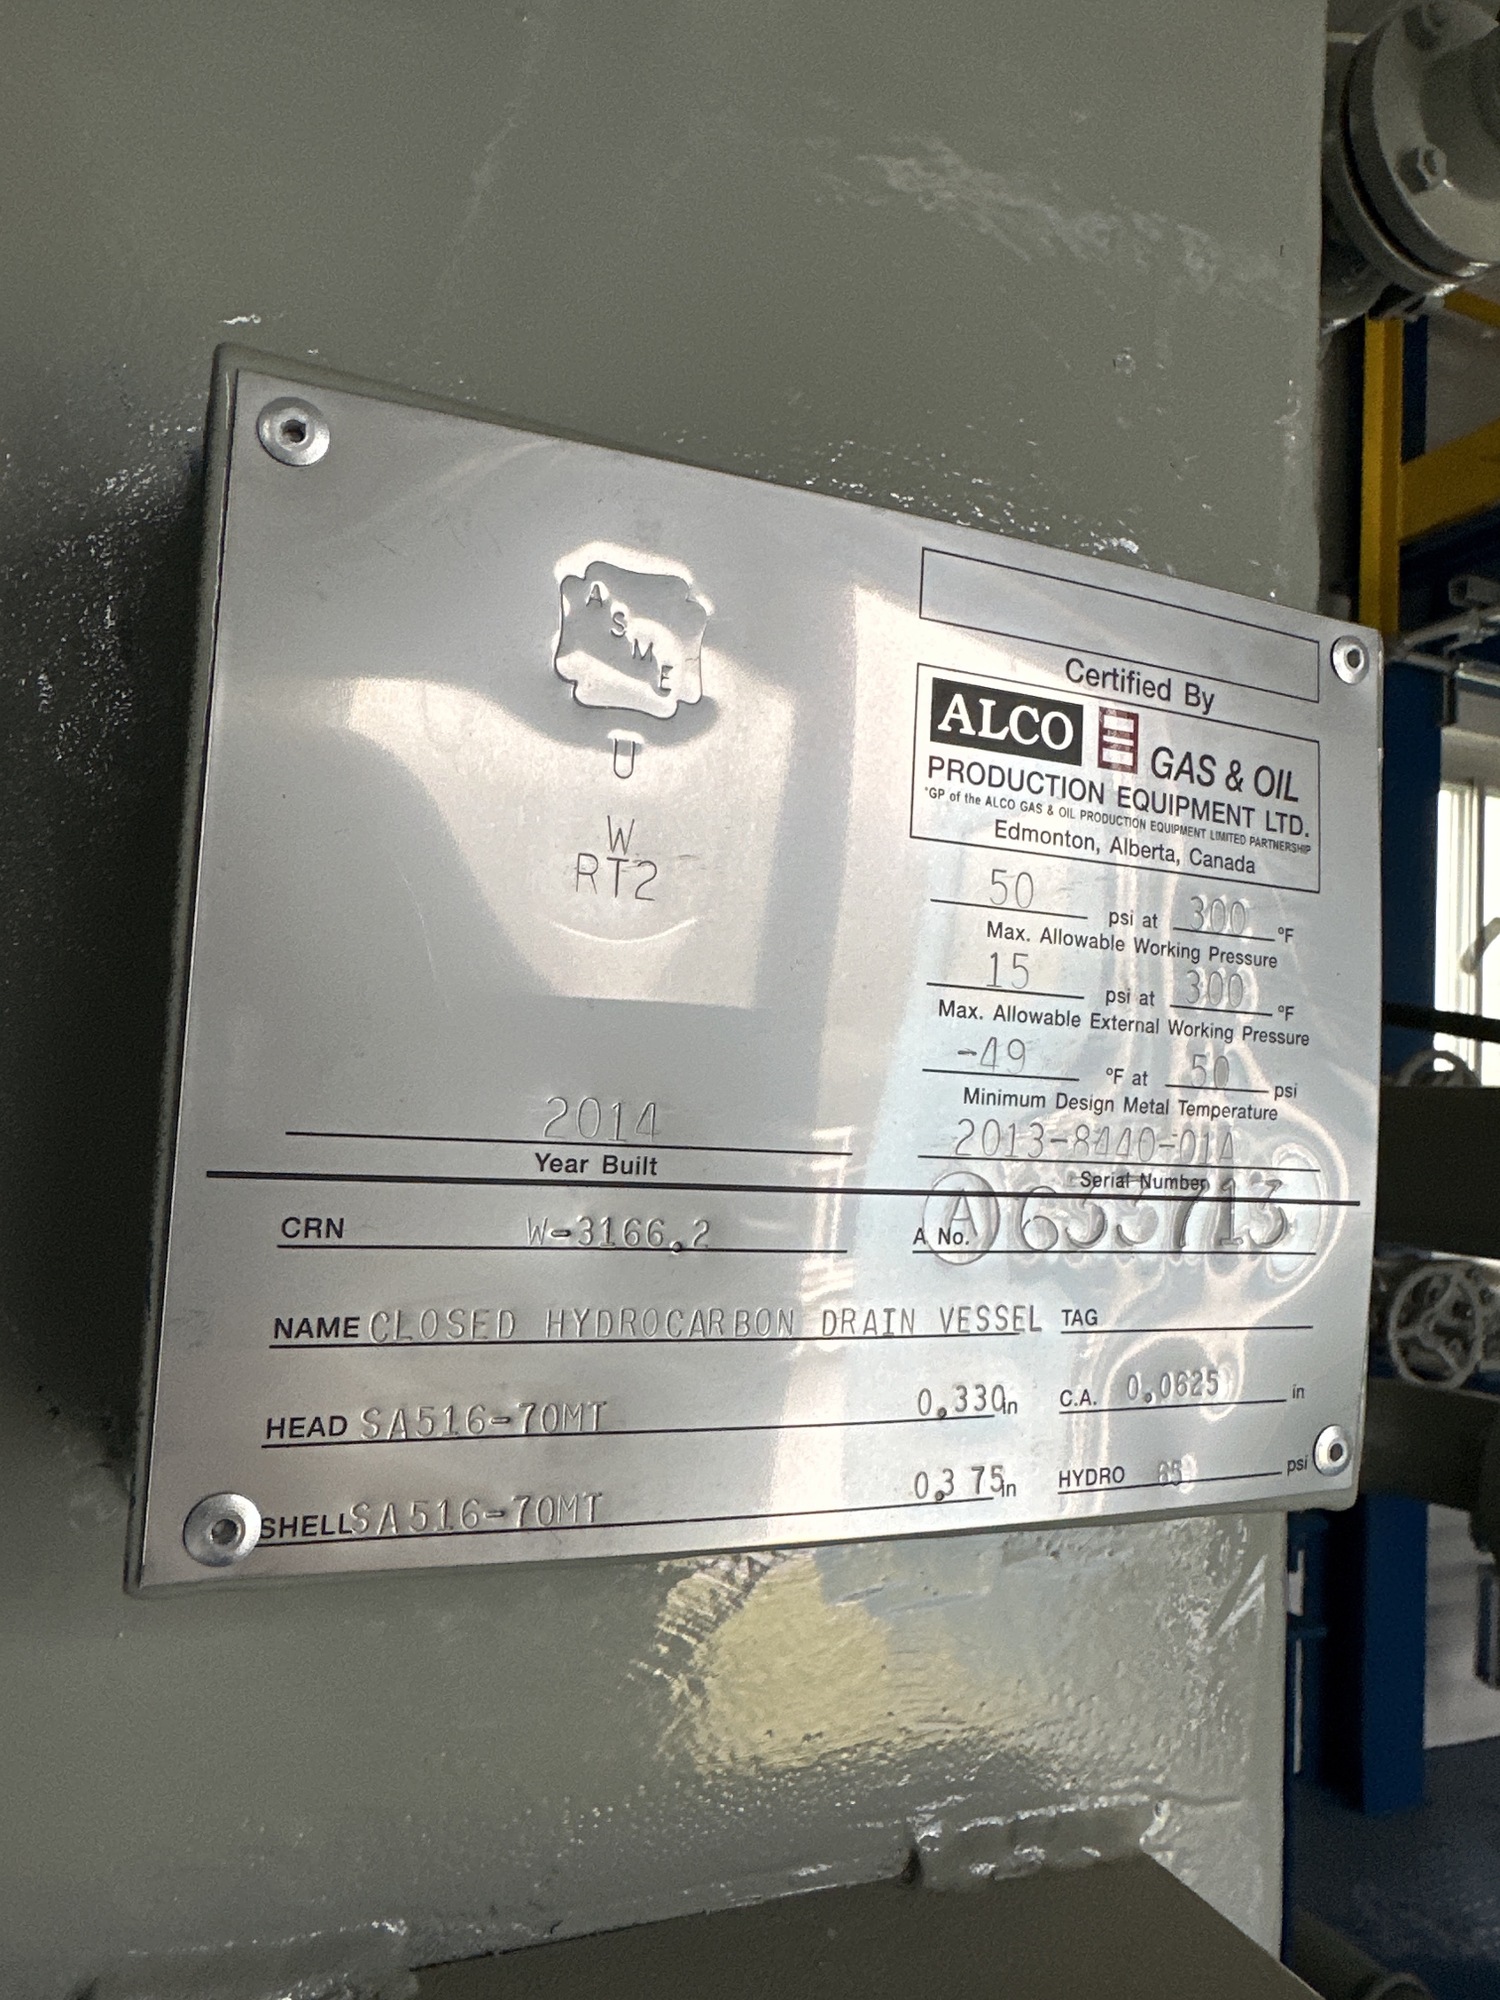 ASME
U
W
RT2
Certified By
ALCO GAS & OIL
PRODUCTION EQUIPMENT LTD.
*GP of the ALCO GAS & OIL PRODUCTION EQUIPMENT LIMITED PARTNERSHIP
Edmonton, Alberta, Canada
50 psi at 300 °F
Max. Allowable Working Pressure
15 psi at 300 °F
Max. Allowable External Working Pressure
-49 °F at 50 psi
Minimum Design Metal Temperature
2014
Year Built
2013-8440-01A
Serial Number
CRN W-3166.2
A No. A 633713
NAME CLOSED HYDROCARBON DRAIN VESSEL TAG
HEAD SA516-70MT 0.330in C.A. 0.0625 in
SHELL SA516-70MT 0.375in HYDRO 65 psi